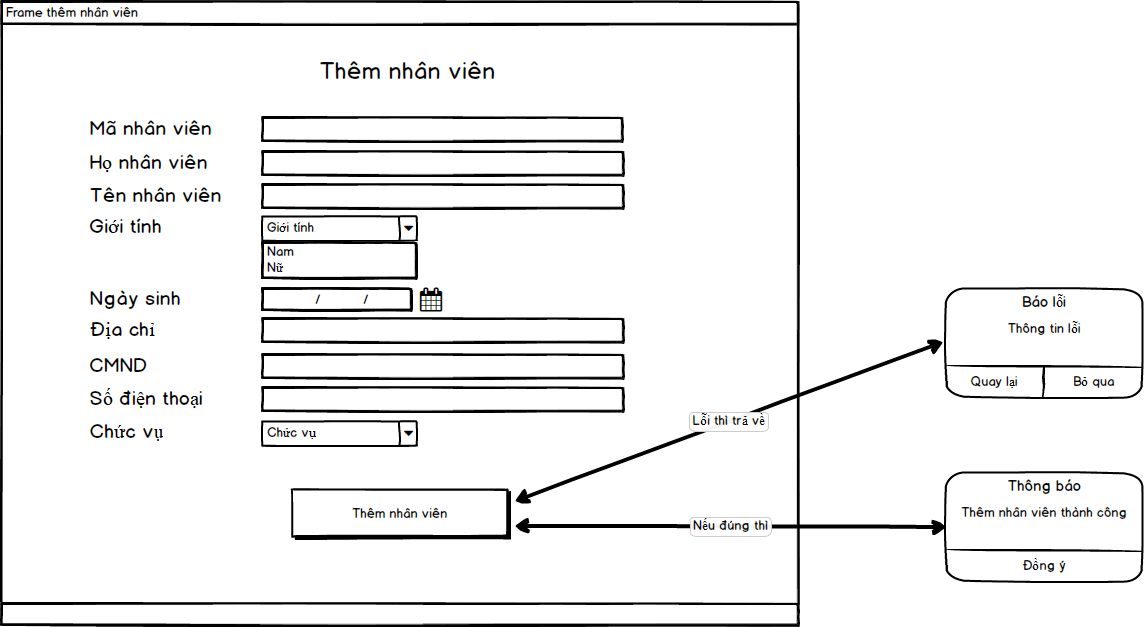 Frame thêm nhân viên
Thêm nhân viên
Mã nhân viên
Họ nhân viên
Tên nhân viên
Giới tính
Giới tính
Nam
Nữ
Ngày sinh
/ /
Địa chỉ
CMND
Số điện thoại
Chức vụ
Chức vụ
Thêm nhân viên
Lỗi thì trả về
Nếu đúng thì
Báo lỗi
Thông tin lỗi
Quay lại
Bỏ qua
Thông báo
Thêm nhân viên thành công
Đồng ý